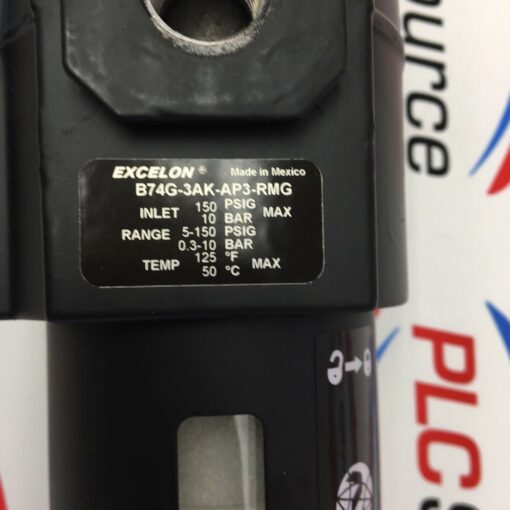 EXCELON ® Made in Mexico
B74G-3AK-AP3-RMG
INLET 150 PSIG MAX
10 BAR
RANGE 5-150 PSIG
0.3-10 BAR
TEMP 125 °F MAX
50 °C
ource
PLC S